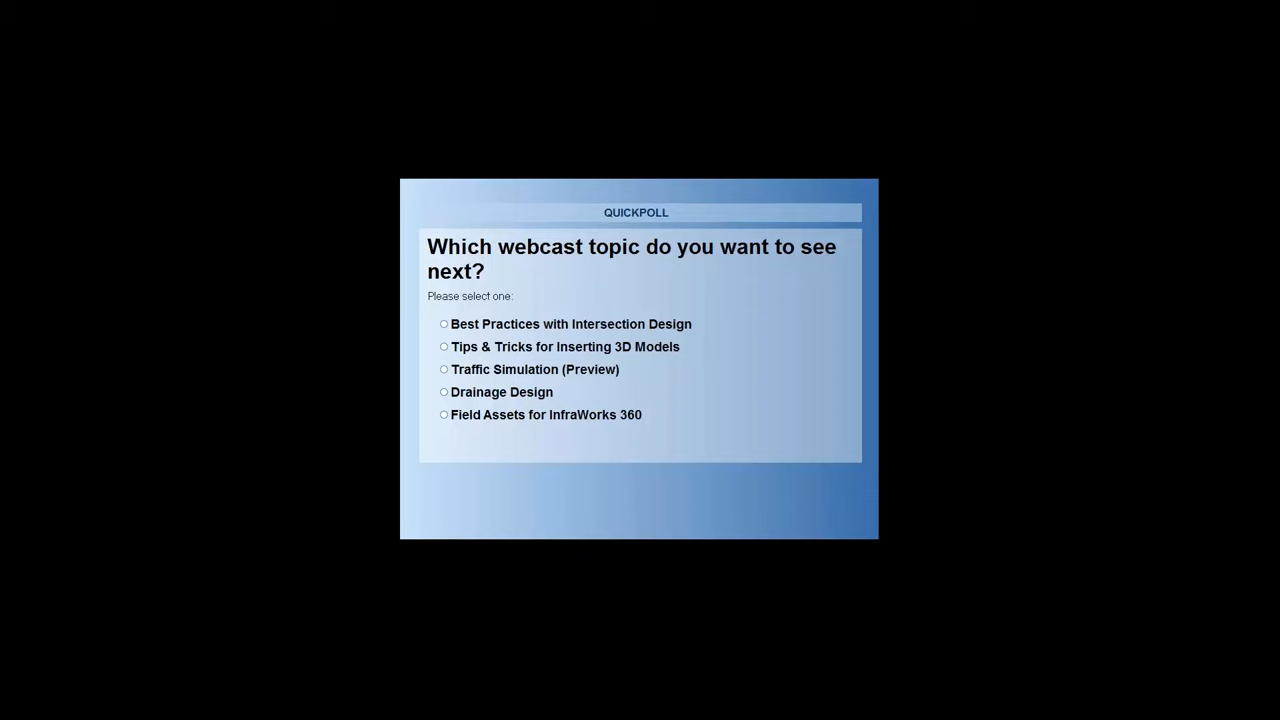 QUICKPOLL
Which webcast topic do you want to see
next?
Please select one:
Best Practices with Intersection Design
Tips & Tricks for Inserting 3D Models
Traffic Simulation (Preview)
Drainage Design
Field Assets for InfraWorks 360